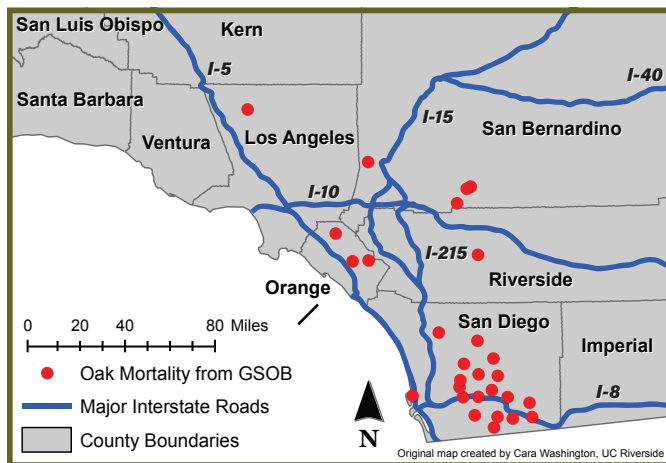 San Luis Obispo
Kern
I-5
I-40
Santa Barbara
Ventura
Los Angeles
I-15
San Bernardino
I-10
I-215
Riverside
Orange
San Diego
Imperial
I-8
0 20 40 80 Miles
Oak Mortality from GSOB
Major Interstate Roads
County Boundaries
N
Original map created by Cara Washington, UC Riverside